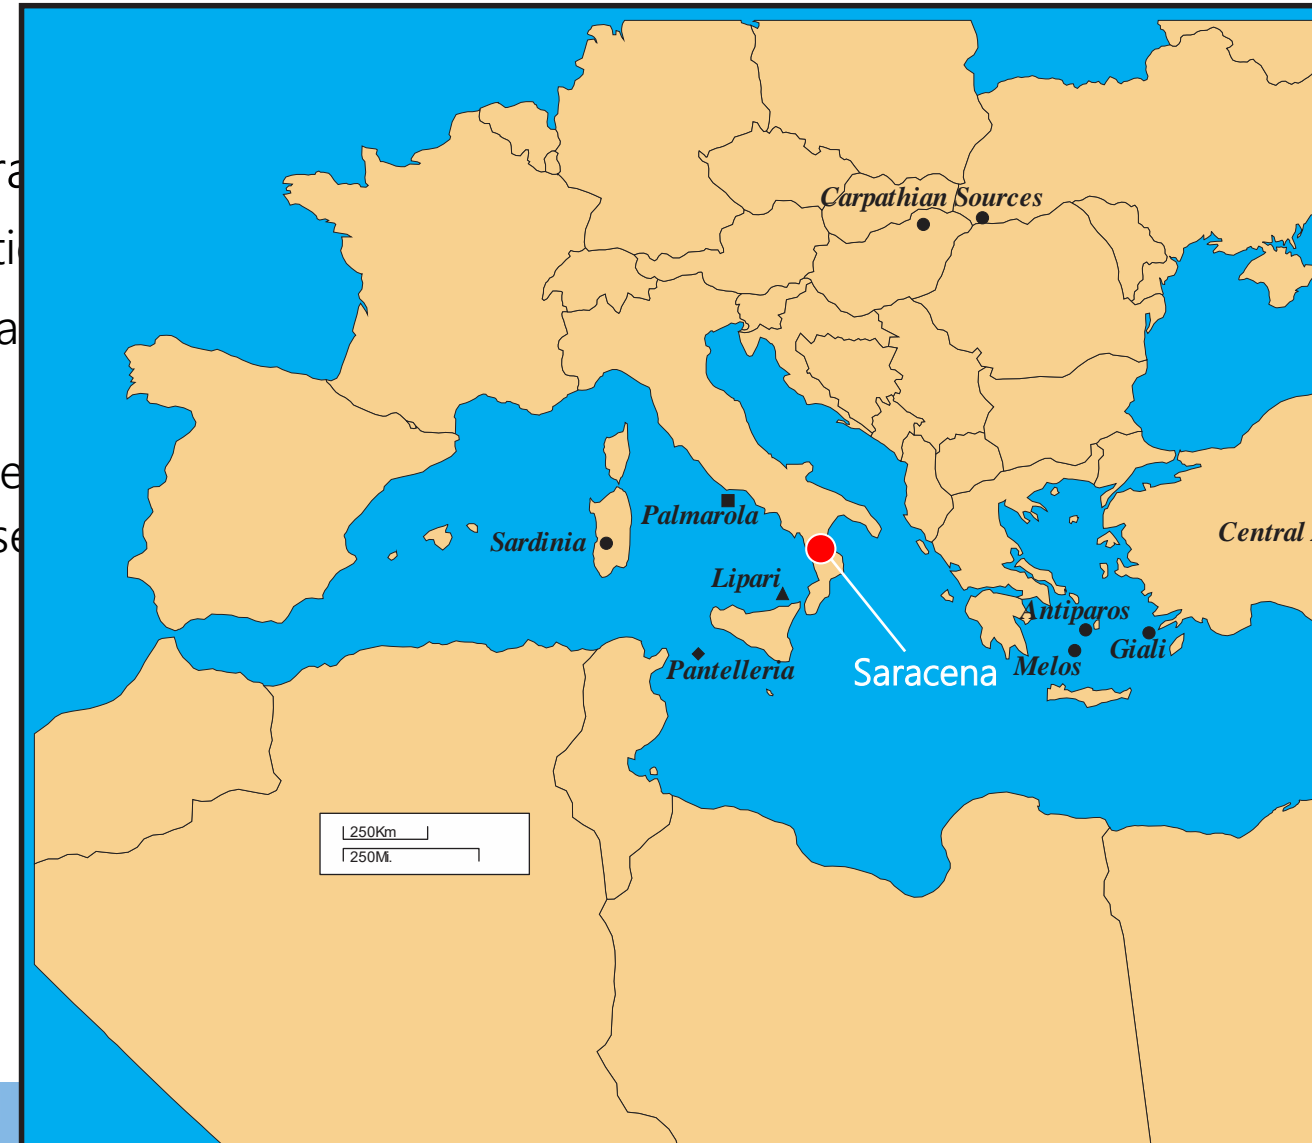 Carpathian Sources
Palmarola
Sardinia
Central
Lipari
Antiparos
Giali
Pantelleria
Saracena
Melos
250Km
250Mi.